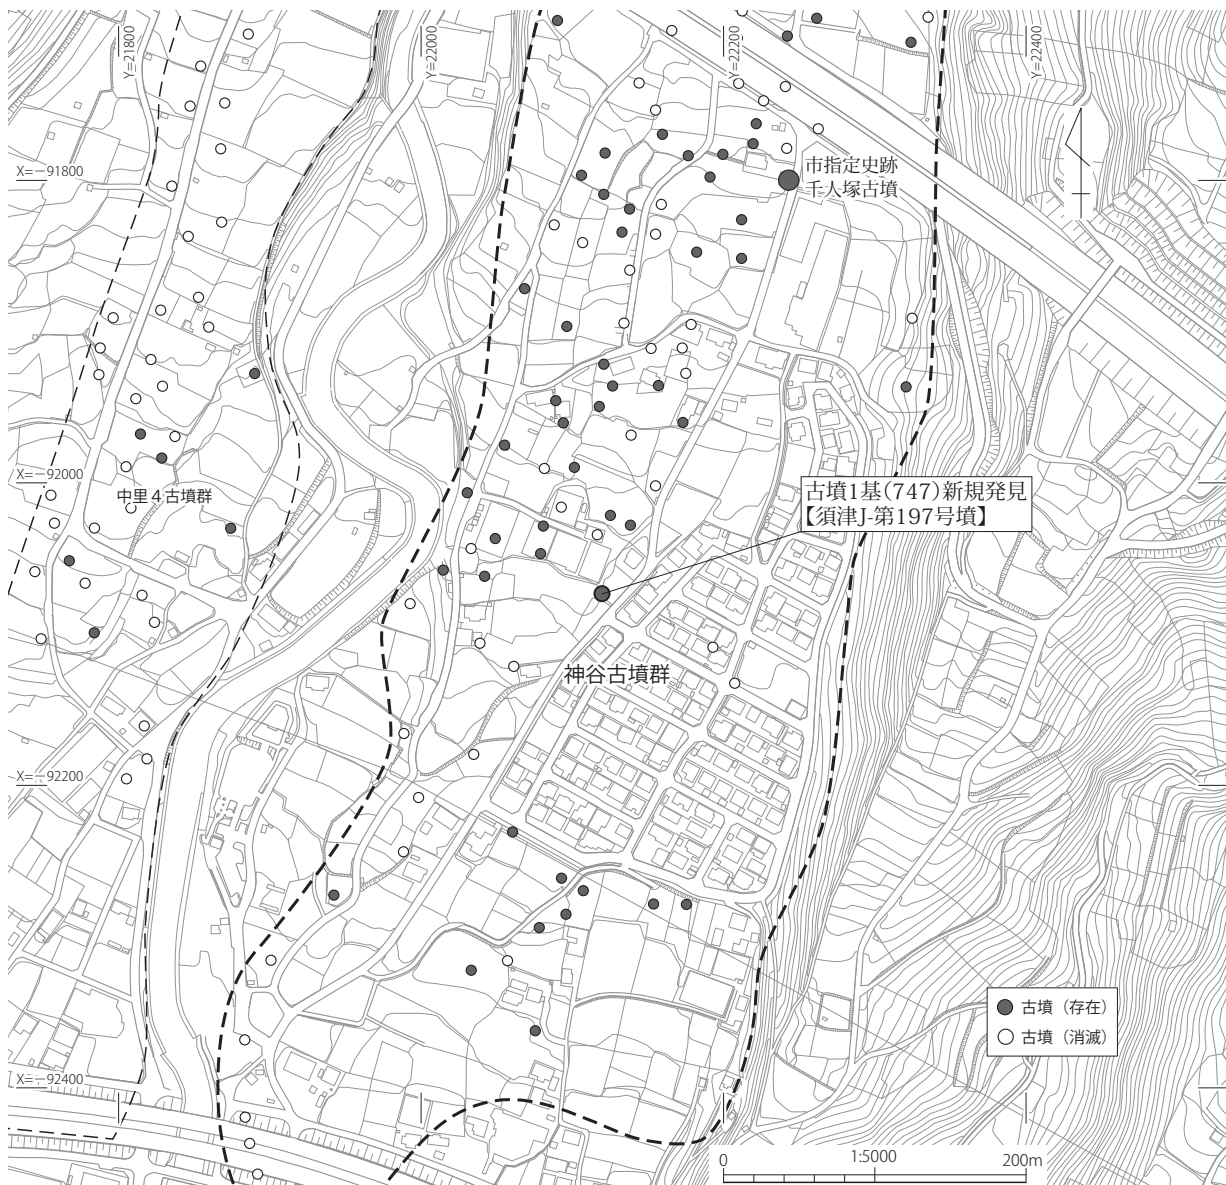 Y=21800
Y=22000
Y=22200
Y=22400
X=−91800
市指定史跡
千人塚古墳
X=−92000
中里4古墳群
古墳1基(747)新規発見
【須津J-第197号墳】
神谷古墳群
X=−92200
古墳（存在）
古墳（消滅）
X=−92400
0
1:5000
200m